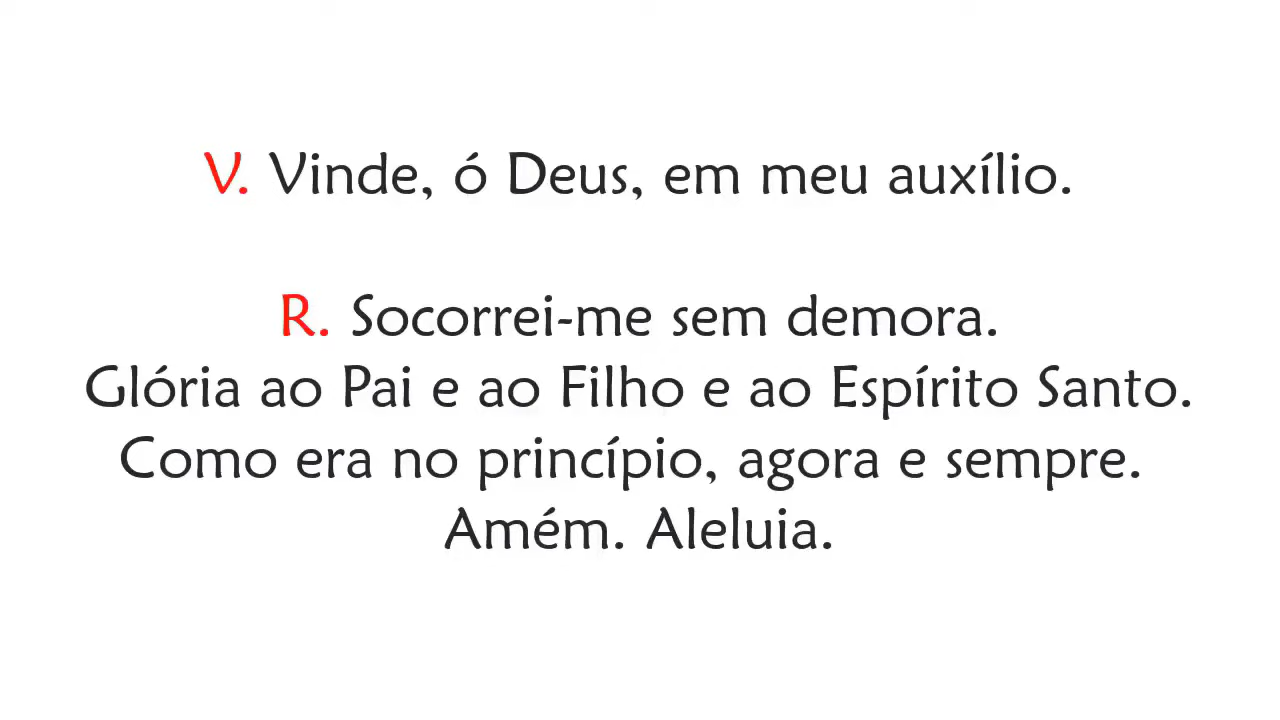 V. Vinde, ó Deus, em meu auxílio.
R. Socorrei-me sem demora.
Glória ao Pai e ao Filho e ao Espírito Santo.
Como era no princípio, agora e sempre.
Amém. Aleluia.